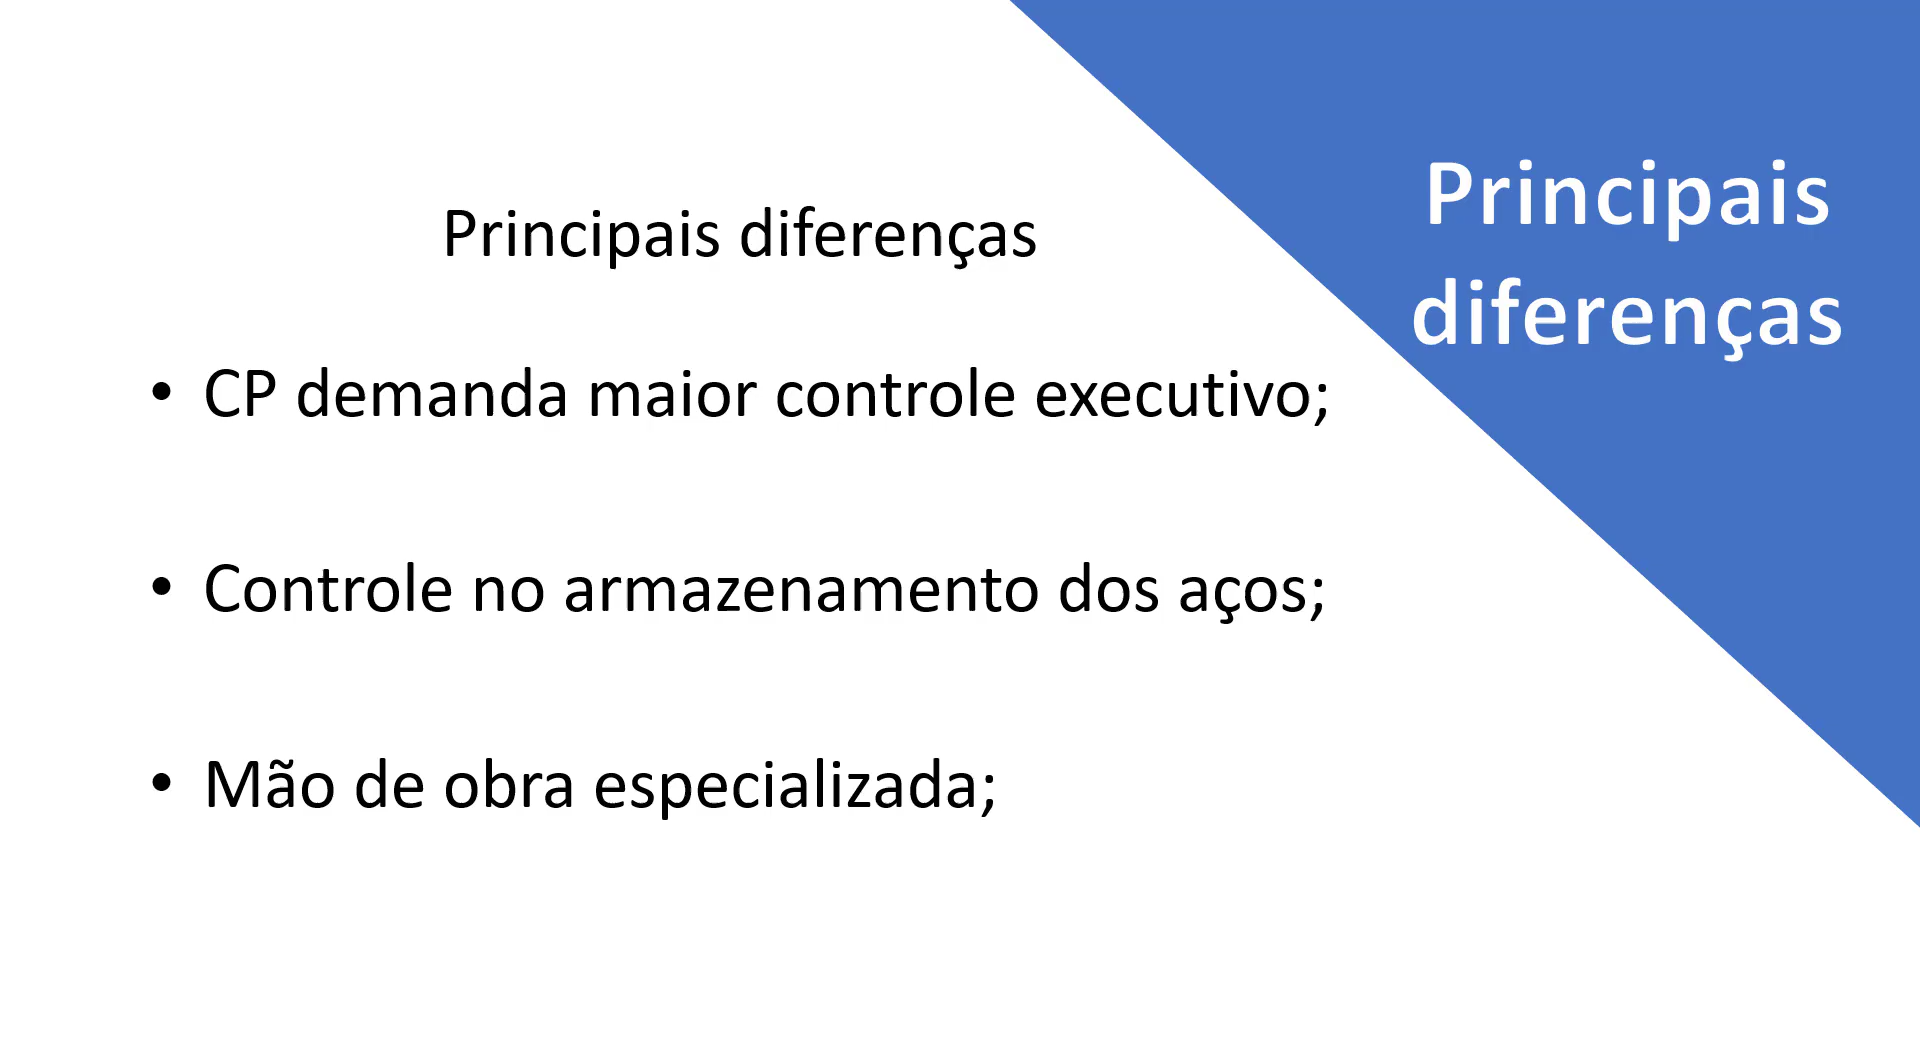 Principais
diferenças
Principais diferenças
• CP demanda maior controle executivo;
• Controle no armazenamento dos aços;
• Mão de obra especializada;